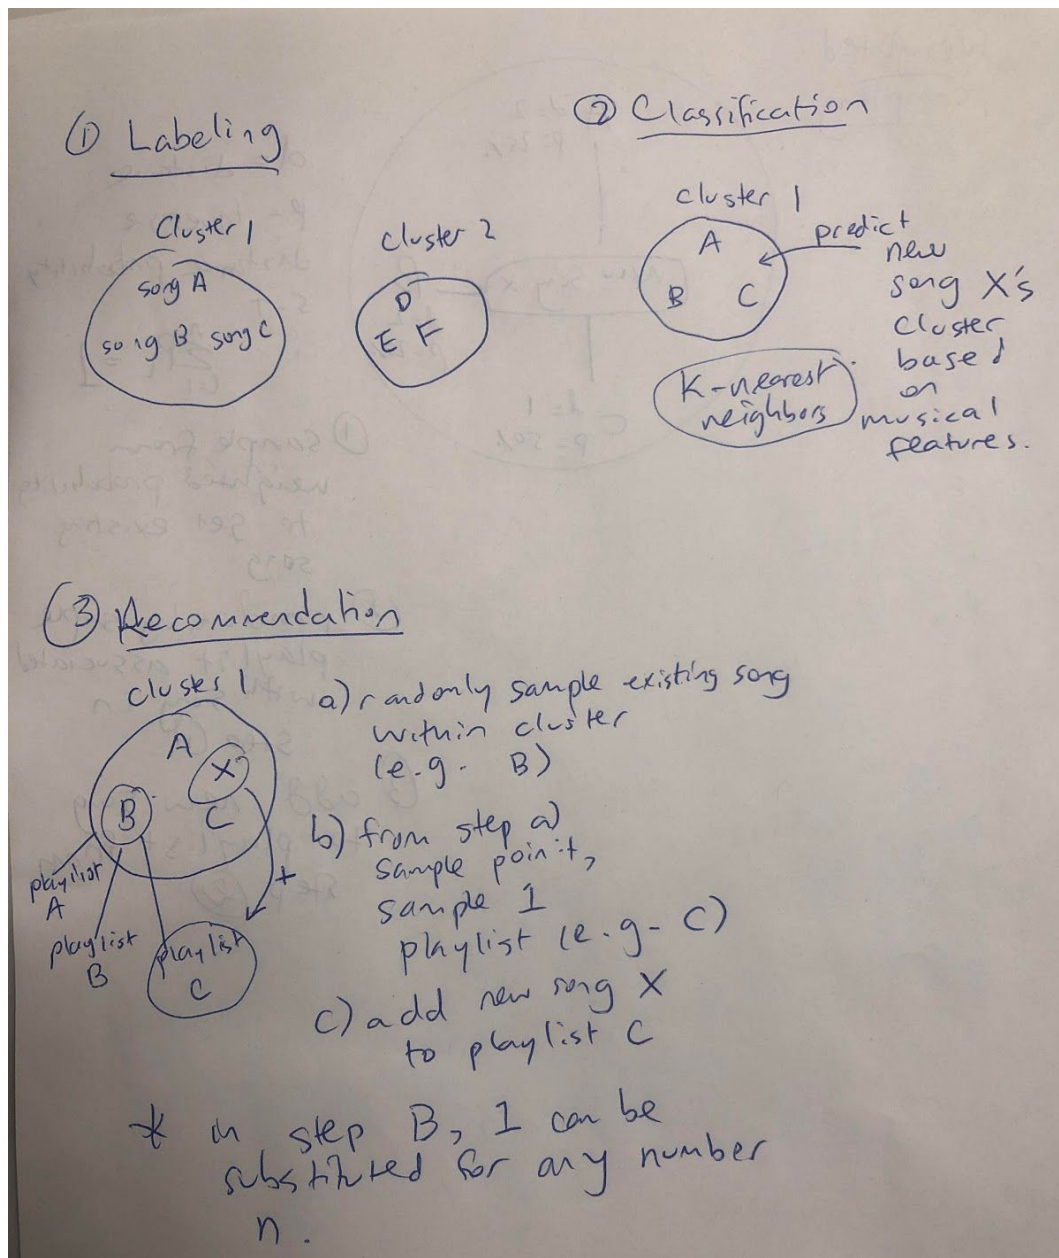 ① Labeling
Cluster 1
song A
song B song C
cluster 2
D
E F
② Classification
cluster 1
A
B C
predict
new
song X's
cluster
based
on
musical
features.
K-nearest
neighbors
③ Recommendation
cluster 1
A
X
B
C
+
playlist
A
playlist
B
playlist
C
a) randomly sample existing song
within cluster
(e.g. B)
b) from step a)
sample point,
sample 1
playlist (e.g. C)
c) add new song X
to playlist C
* in step B, 1 can be
substituted for any number
n.